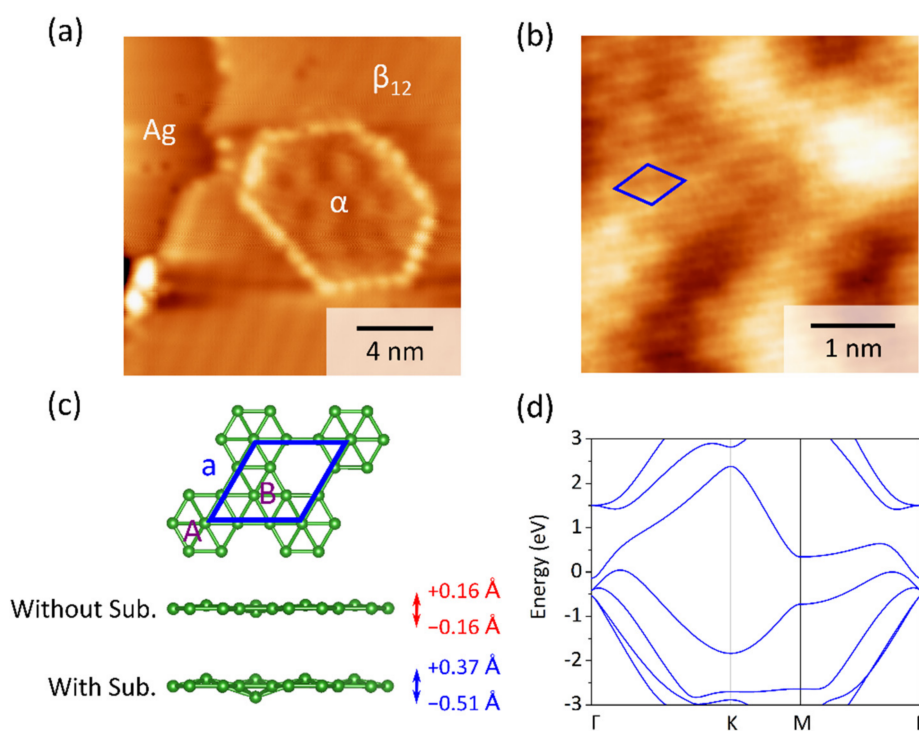 (a)
β12
Ag
α
4 nm
(b)
1 nm
(c)
a
B
A
Without Sub.
+0.16 Å
−0.16 Å
With Sub.
+0.37 Å
−0.51 Å
(d)
Energy (eV)
3
2
1
0
-1
-2
-3
Γ K M